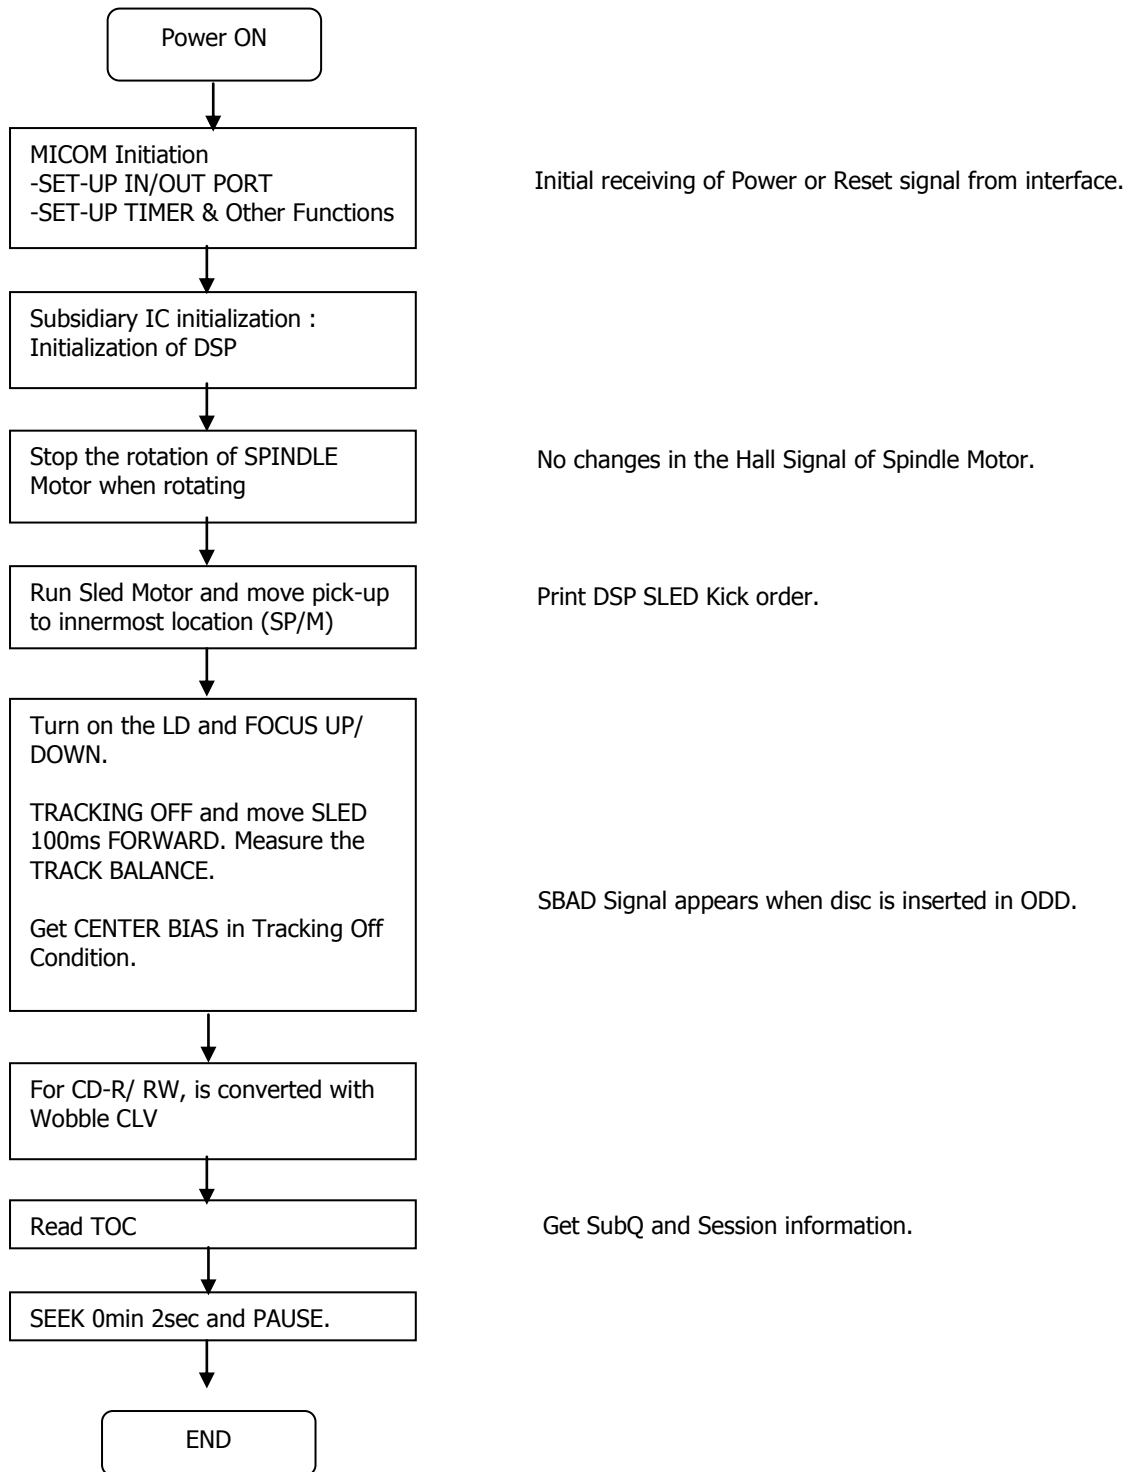 Power ON
MICOM Initiation
-SET-UP IN/OUT PORT
-SET-UP TIMER & Other Functions
Initial receiving of Power or Reset signal from interface.
Subsidiary IC initialization :
Initialization of DSP
Stop the rotation of SPINDLE
Motor when rotating
No changes in the Hall Signal of Spindle Motor.
Run Sled Motor and move pick-up
to innermost location (SP/M)
Print DSP SLED Kick order.
Turn on the LD and FOCUS UP/
DOWN.
TRACKING OFF and move SLED
100ms FORWARD. Measure the
TRACK BALANCE.
Get CENTER BIAS in Tracking Off
Condition.
SBAD Signal appears when disc is inserted in ODD.
For CD-R/ RW, is converted with
Wobble CLV
Read TOC
Get SubQ and Session information.
SEEK 0min 2sec and PAUSE.
END